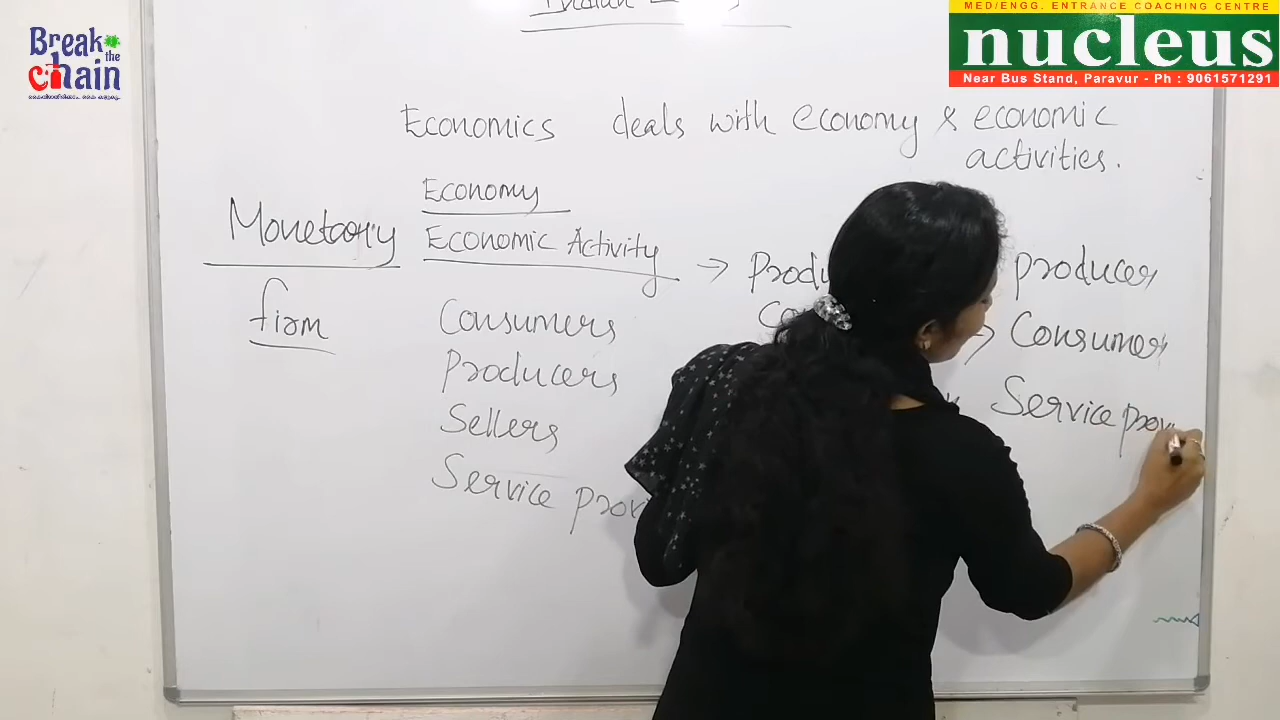 Break
the
chain
MED/ENGG. ENTRANCE COACHING CENTRE
nucleus
Near Bus Stand, Paravur - Ph : 9061571291
Economics deals with economy & economic
activities.
Economy
Monetary
Economic Activity →
producer
firm
Consumers
→ Consumer
Producers
Service
Sellers
Service